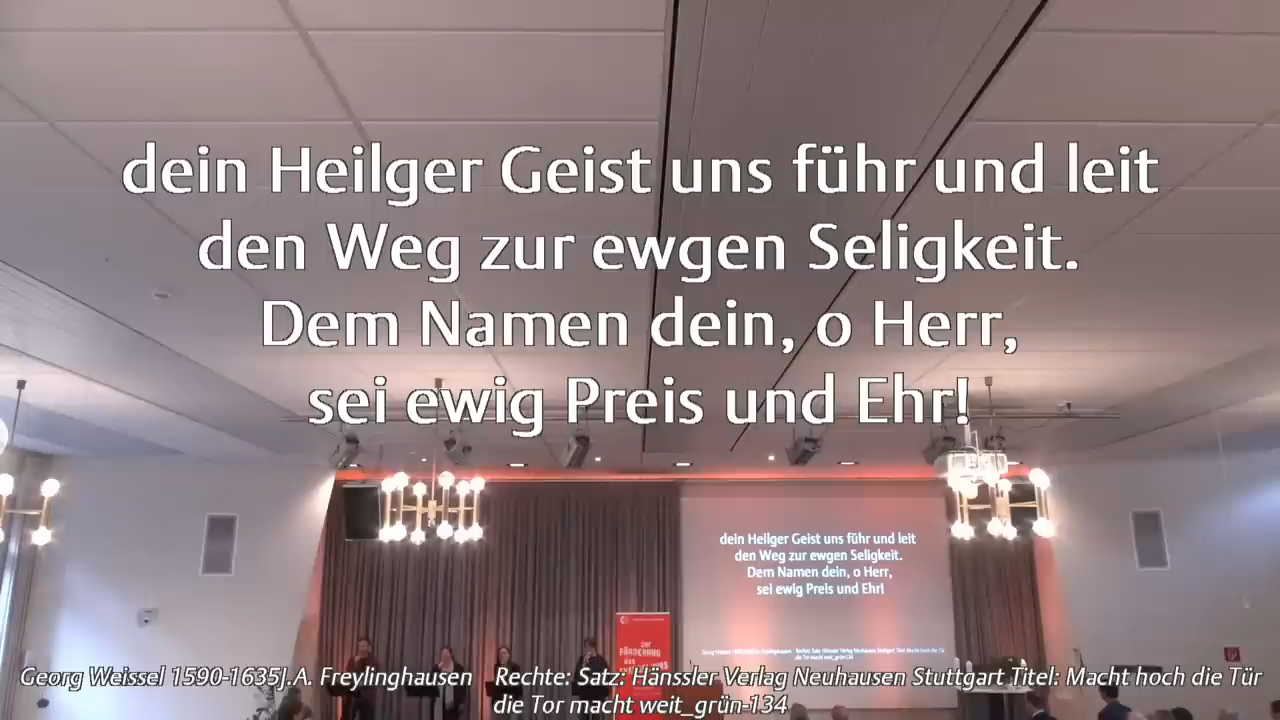 dein Heilger Geist uns führ und leit
den Weg zur ewgen Seligkeit.
Dem Namen dein, o Herr,
sei ewig Preis und Ehr!
dein Heilger Geist uns führ und leit
den Weg zur ewgen Seligkeit.
Dem Namen dein, o Herr,
sei ewig Preis und Ehr!
zur
FÖRDERUNG
des
Georg Weissel 1590-1635J.A. Freylinghausen Rechte: Satz: Hänssler Verlag Neuhausen Stuttgart Titel: Macht hoch die Tür
die Tor macht weit_grün-134